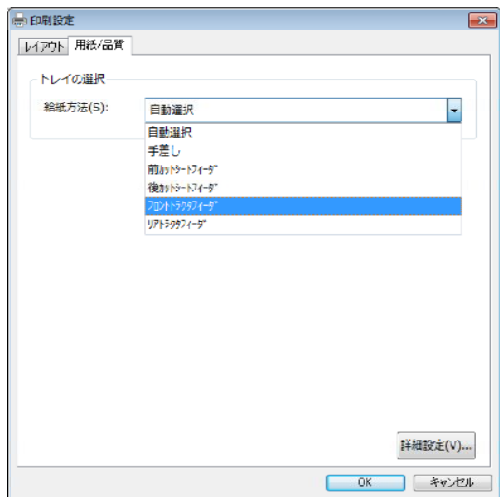 印刷設定
レイアウト 用紙/品質
トレイの選択
給紙方法(S): 自動選択
自動選択
手差し
前ｶｯﾄｼｰﾄﾌｨｰﾀﾞ
後ｶｯﾄｼｰﾄﾌｨｰﾀﾞ
ﾌﾛﾝﾄﾄﾗｸﾀﾌｨｰﾀﾞ
ﾘｱﾄﾗｸﾀﾌｨｰﾀﾞ
詳細設定(V)...
OK キャンセル